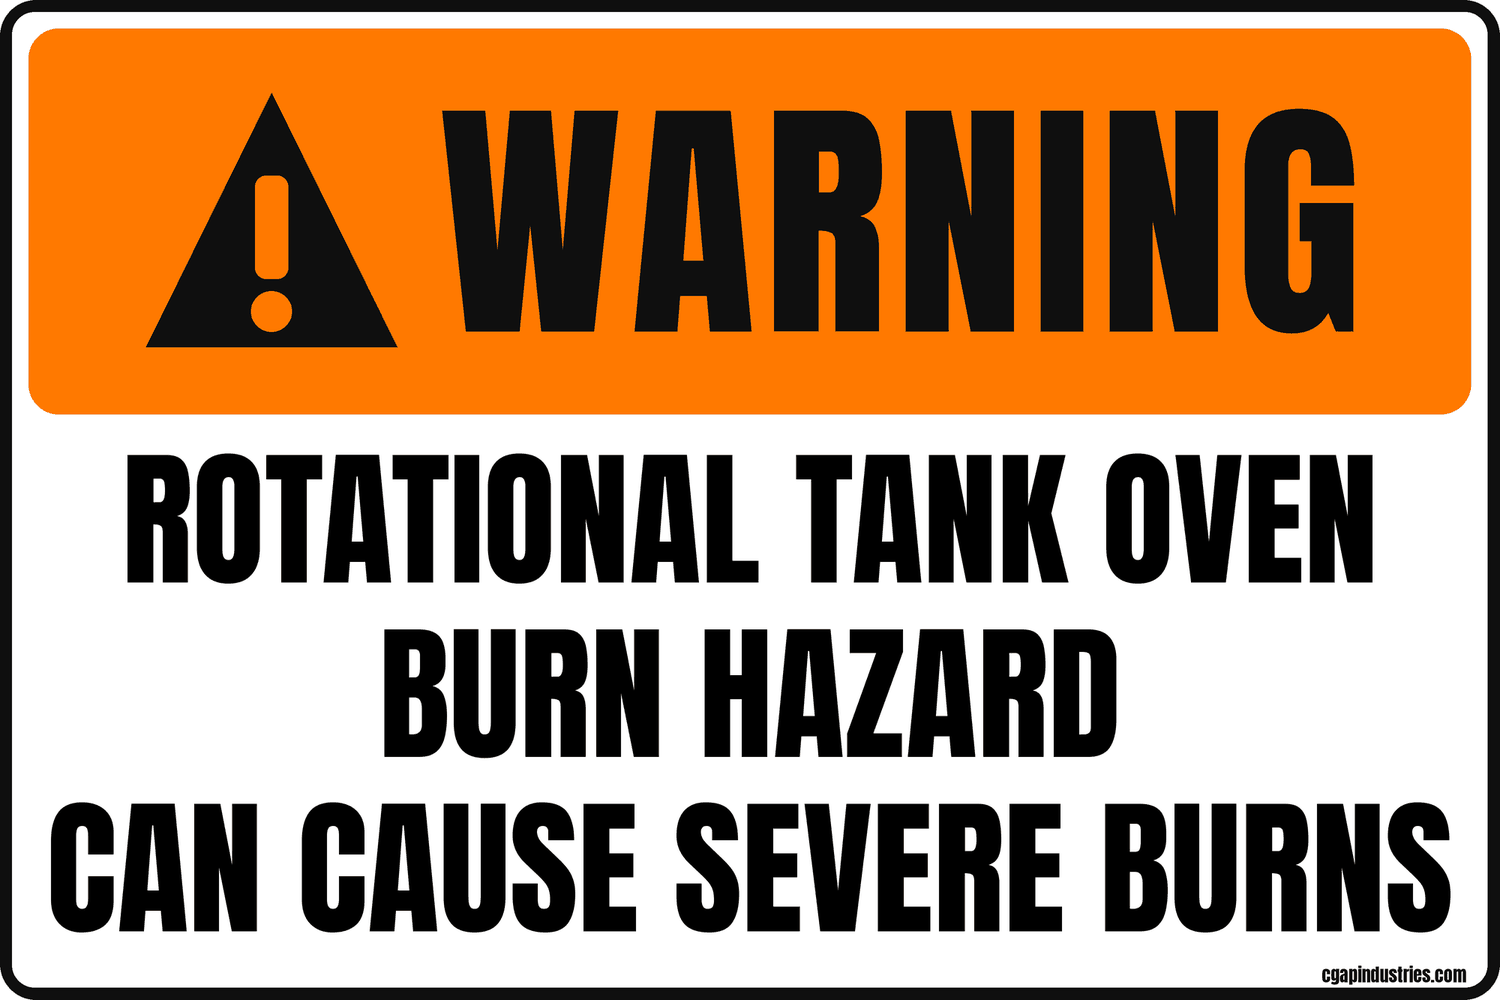 WARNING
ROTATIONAL TANK OVEN
BURN HAZARD
CAN CAUSE SEVERE BURNS
cgapindustries.com